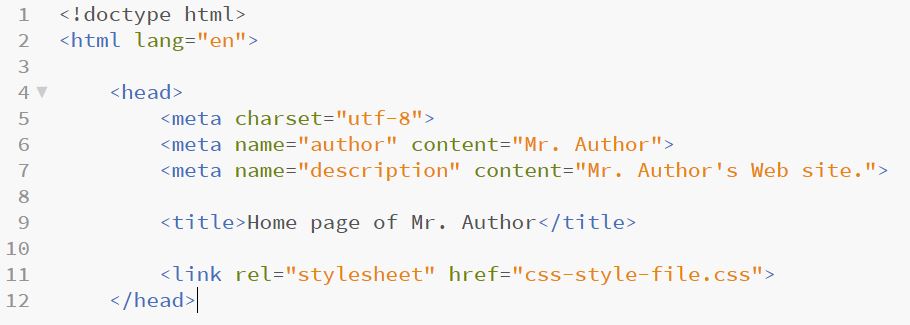 1 <!doctype html>
2 <html lang="en">
3
4 <head>
5 <meta charset="utf-8">
6 <meta name="author" content="Mr. Author">
7 <meta name="description" content="Mr. Author's Web site.">
8
9 <title>Home page of Mr. Author</title>
10
11 <link rel="stylesheet" href="css-style-file.css">
12 </head>